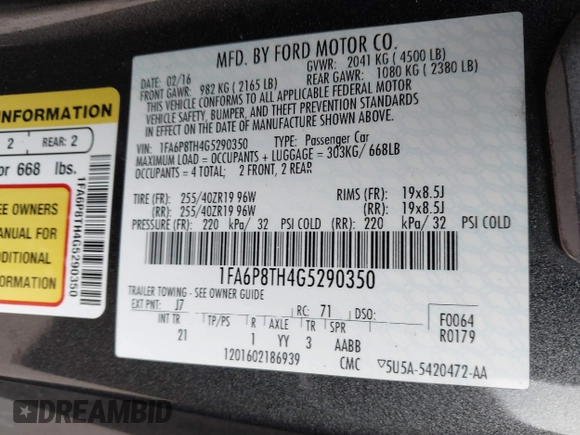 MFD. BY FORD MOTOR CO.
DATE: 02/16 GVWR: 2041 KG ( 4500 LB)
FRONT GAWR: 982 KG ( 2165 LB) REAR GAWR: 1080 KG ( 2380 LB)
THIS VEHICLE CONFORMS TO ALL APPLICABLE FEDERAL MOTOR
VEHICLE SAFETY, BUMPER, AND THEFT PREVENTION STANDARDS
IN EFFECT ON THE DATE OF MANUFACTURE SHOWN ABOVE.
VIN: 1FA6P8TH4G5290350 TYPE: Passenger Car
MAXIMUM LOAD = OCCUPANTS + LUGGAGE = 303KG/ 668LB
OCCUPANTS = 4 TOTAL; 2 FRONT, 2 REAR
TIRE (FR): 255/40ZR19 96W RIMS (FR): 19x8.5J
(RR): 255/40ZR19 96W (RR): 19x8.5J
PRESSURE (FR): 220 kPa/ 32 PSI COLD (RR): 220 kPa/ 32 PSI COLD
1FA6P8TH4G5290350
TRAILER TOWING - SEE OWNER GUIDE
EXT PNT: J7 RC: 71 DSO:
INT TR TP/PS R AXLE TR SPR
21 1 YY 3 AABB
F0064
R0179
1201602186939 CMC ▽5U5A-5420472-AA
INFORMATION
2 REAR: 2
or 668 lbs.
1FA6P8TH4G5290350
EE OWNERS
ANUAL FOR
DDITIONAL
ORMATION
DREAMBID